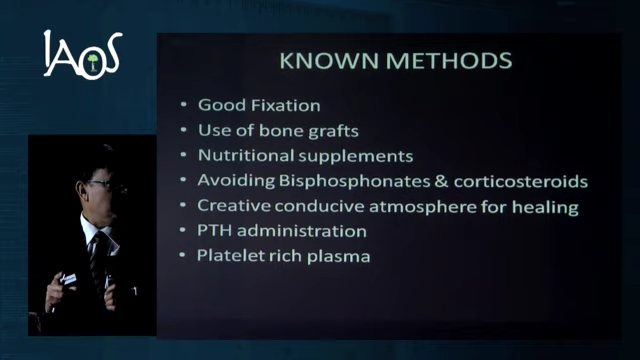 IAOS
KNOWN METHODS
• Good Fixation
• Use of bone grafts
• Nutritional supplements
• Avoiding Bisphosphonates & corticosteroids
• Creative conducive atmosphere for healing
• PTH administration
• Platelet rich plasma